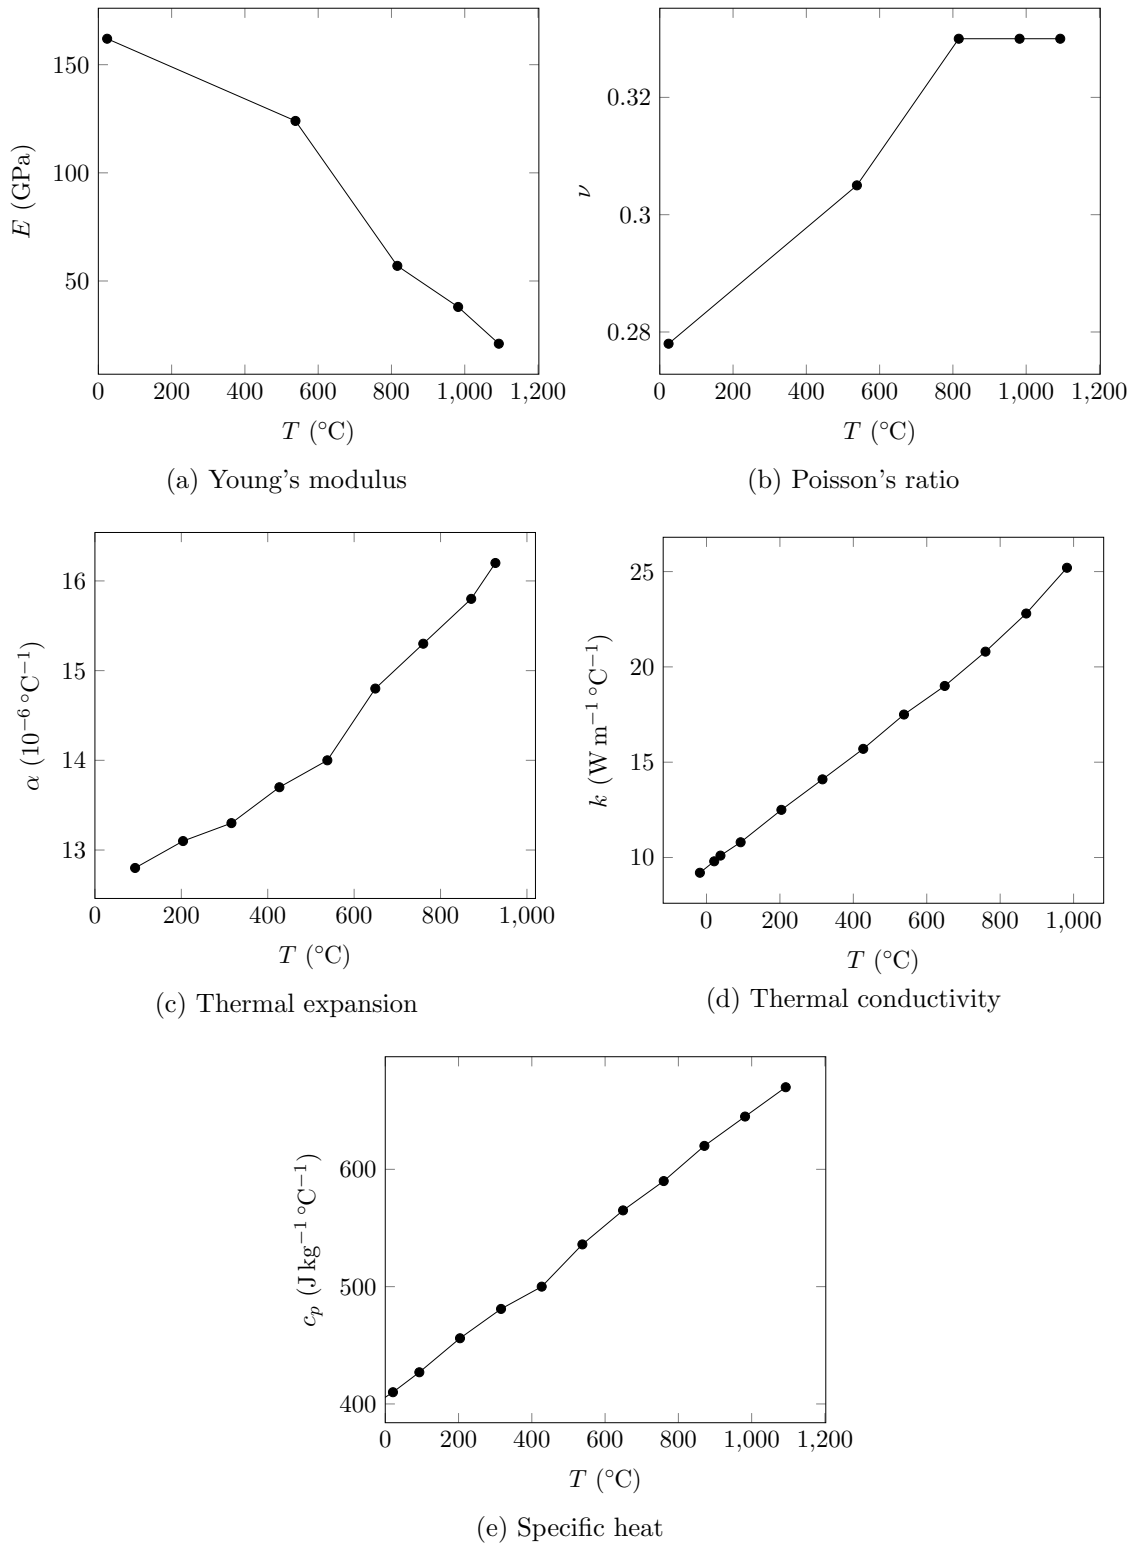 150
100
50
E (GPa)
0 200 400 600 800 1,000 1,200
T (°C)
(a) Young's modulus
0.32
0.3
0.28
ν
0 200 400 600 800 1,000 1,200
T (°C)
(b) Poisson's ratio
16
15
14
13
α (10⁻⁶ °C⁻¹)
0 200 400 600 800 1,000
T (°C)
(c) Thermal expansion
25
20
15
10
k (W m⁻¹ °C⁻¹)
0 200 400 600 800 1,000
T (°C)
(d) Thermal conductivity
600
500
400
cₚ (J kg⁻¹ °C⁻¹)
0 200 400 600 800 1,000 1,200
T (°C)
(e) Specific heat